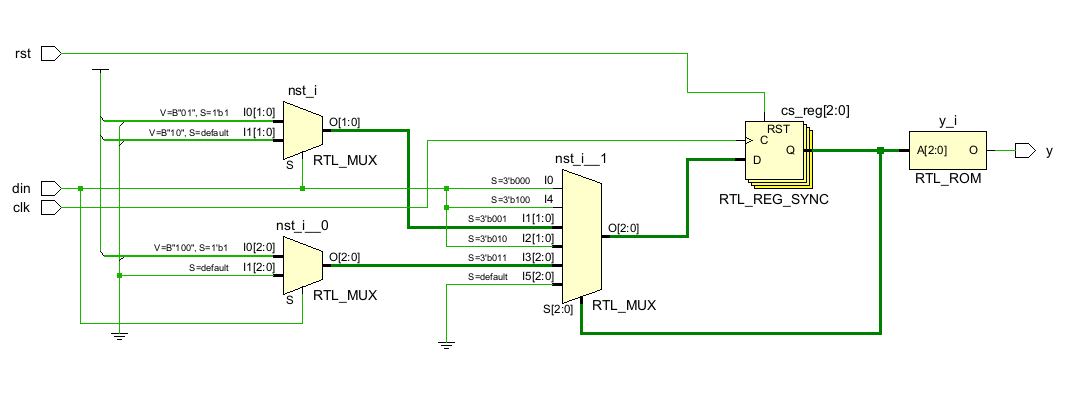 rst
nst_i
V=B"01", S=1'b1 I0[1:0]
V=B"10", S=default I1[1:0]
O[1:0]
S
RTL_MUX
din
clk
nst_i__0
V=B"100", S=1'b1 I0[2:0]
S=default I1[2:0]
O[2:0]
S
RTL_MUX
nst_i__1
S=3'b000 I0
S=3'b100 I4
S=3'b001 I1[1:0]
S=3'b010 I2[1:0]
S=3'b011 I3[2:0]
S=default I5[2:0]
O[2:0]
S[2:0]
RTL_MUX
cs_reg[2:0]
RST
C
D
Q
RTL_REG_SYNC
y_i
A[2:0] O
RTL_ROM
y